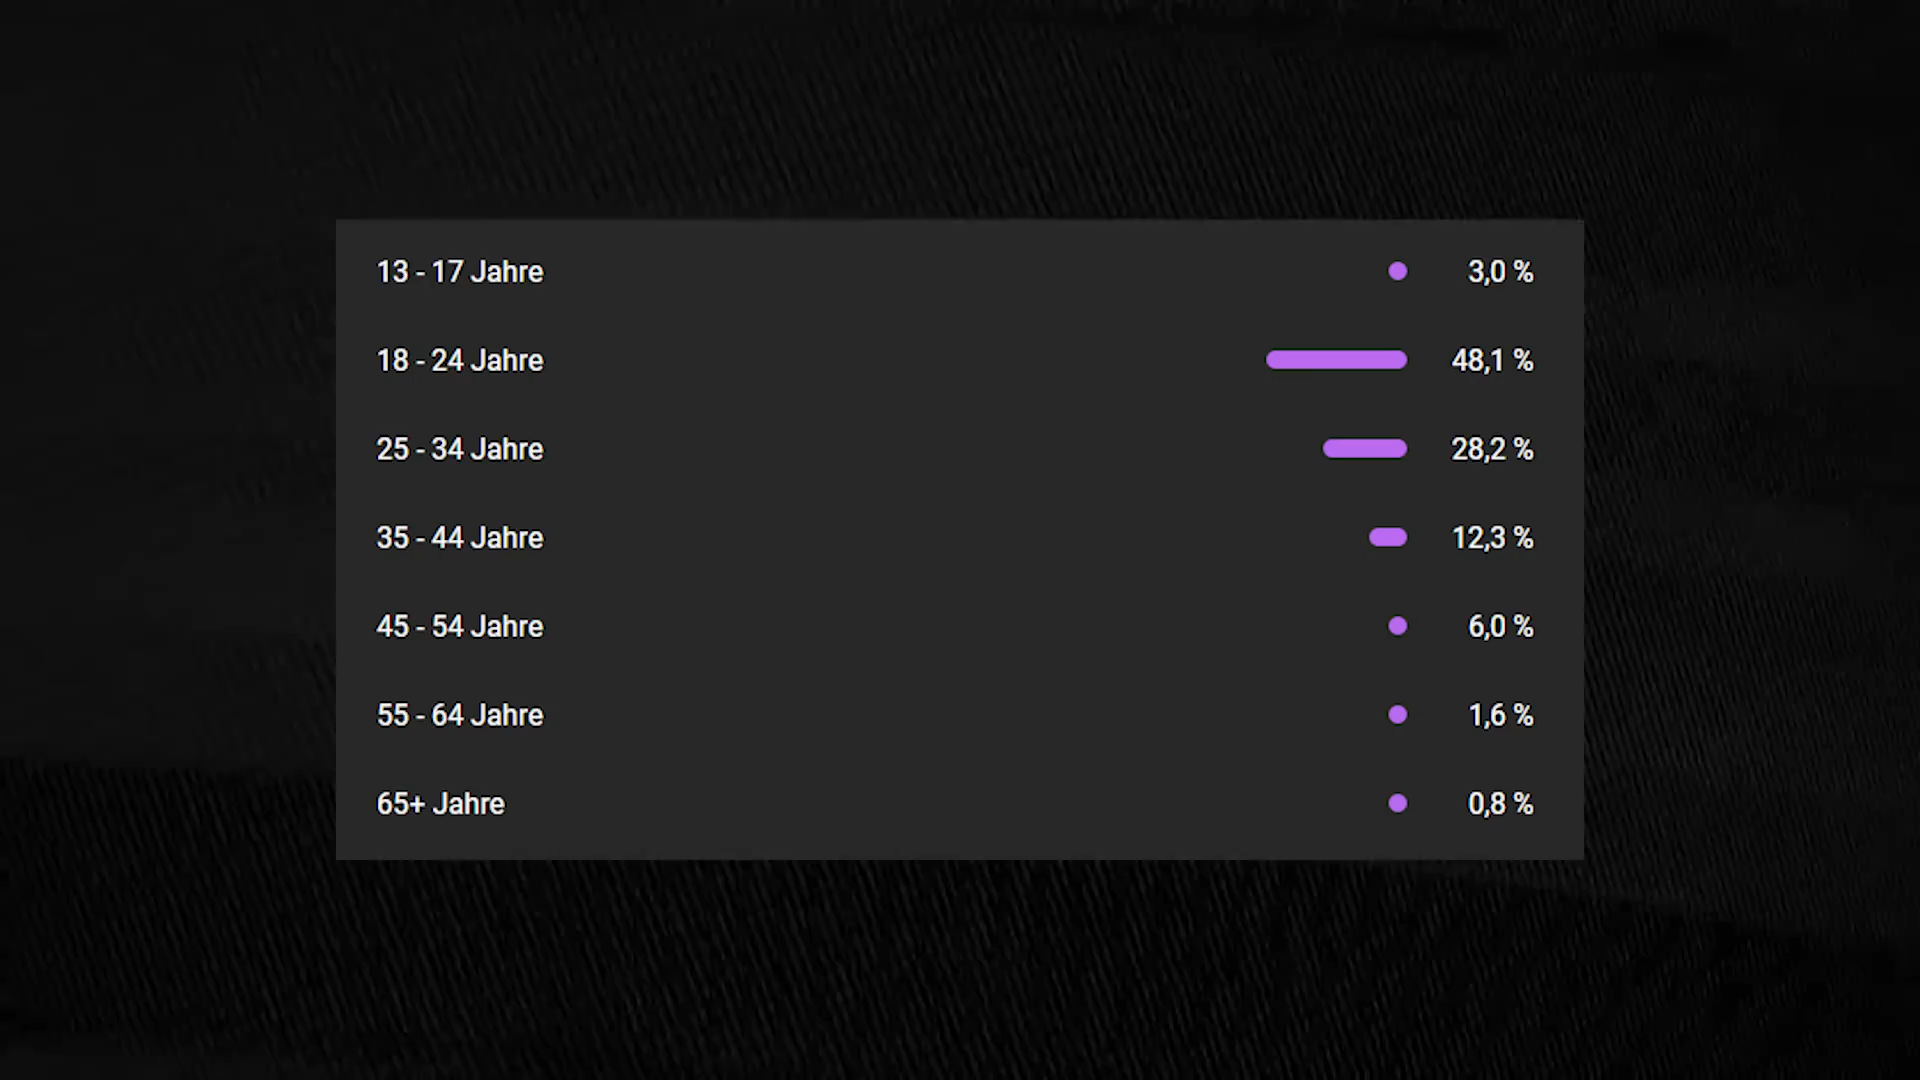 13 - 17 Jahre 3,0 %
18 - 24 Jahre 48,1 %
25 - 34 Jahre 28,2 %
35 - 44 Jahre 12,3 %
45 - 54 Jahre 6,0 %
55 - 64 Jahre 1,6 %
65+ Jahre 0,8 %